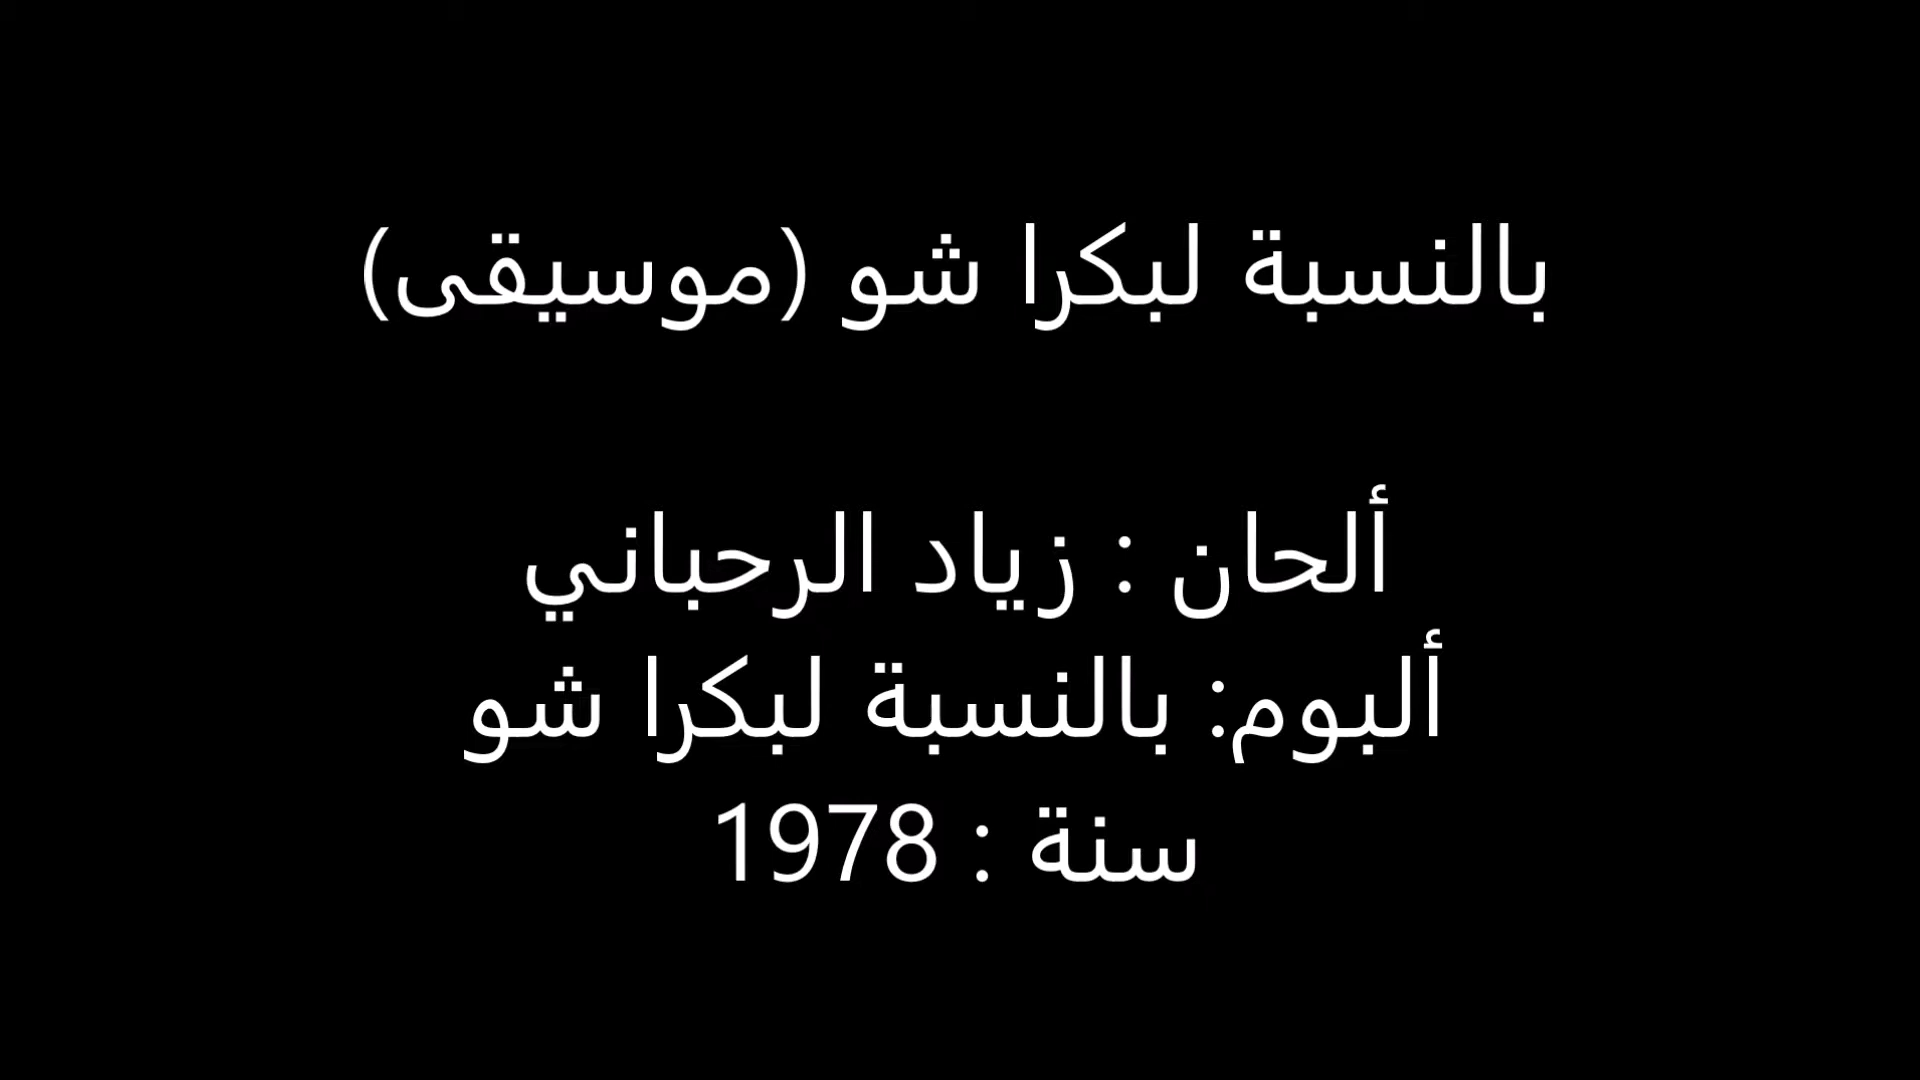 بالنسبة لبكرا شو (موسيقى)
ألحان : زياد الرحباني
ألبوم: بالنسبة لبكرا شو
سنة : 1978